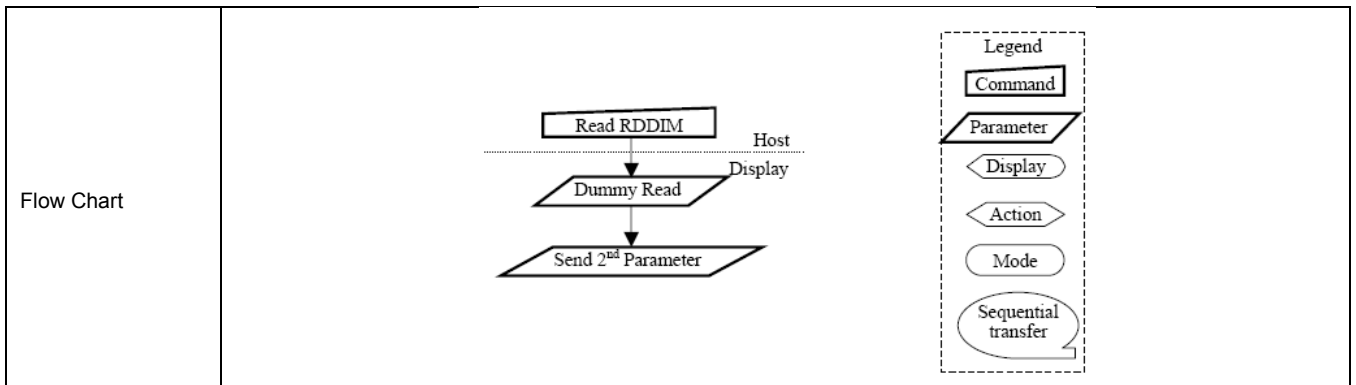 Flow Chart
Read RDDIM
Host
Display
Dummy Read
Send 2nd Parameter
Legend
Command
Parameter
Display
Action
Mode
Sequential
transfer